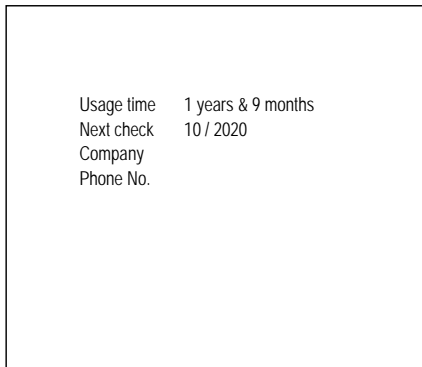 Usage time 1 years & 9 months
Next check 10 / 2020
Company
Phone No.